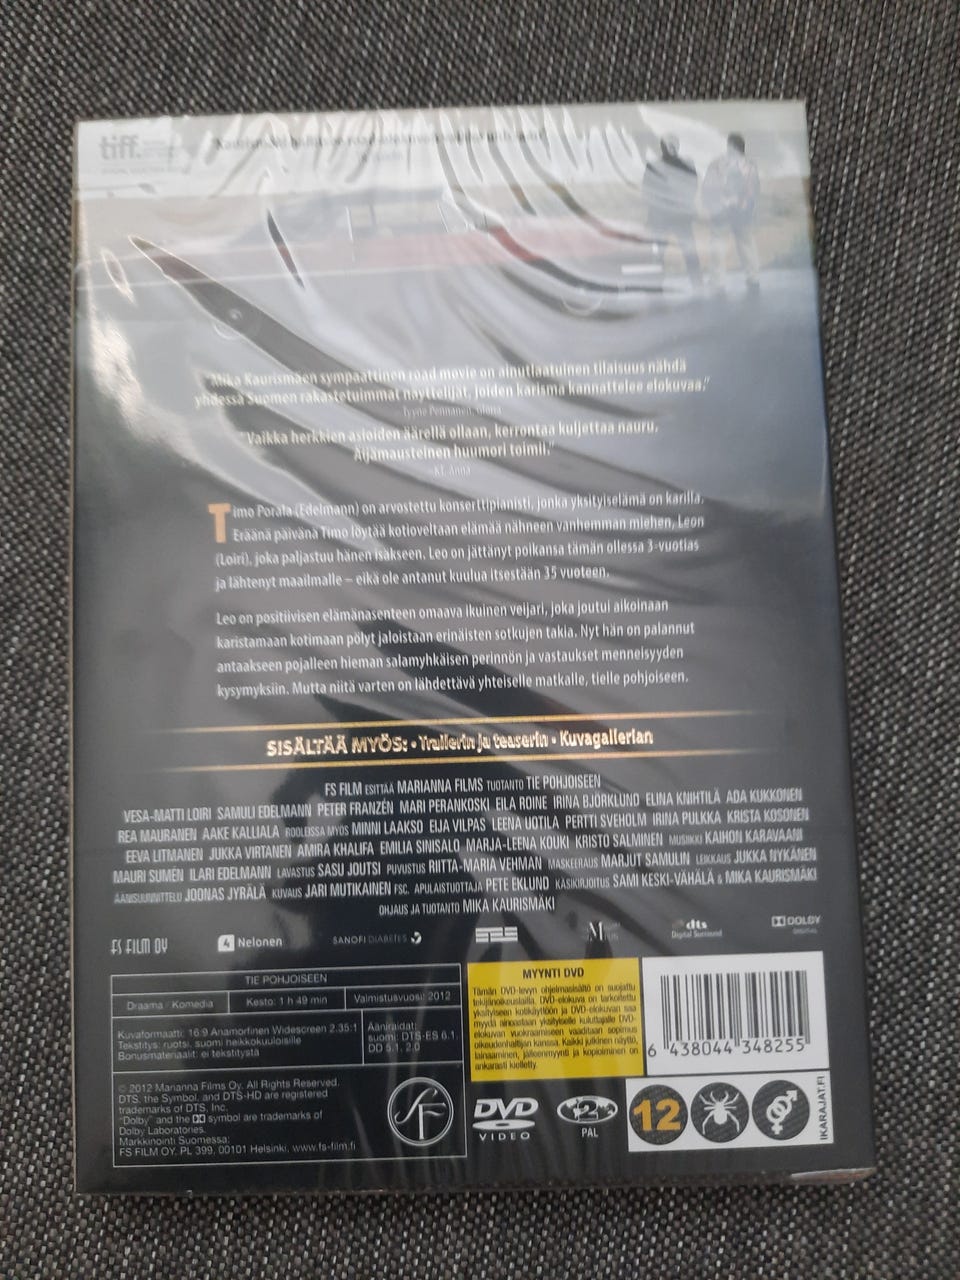 tiff.
"Mika Kaurismäen sympaattinen road movie on ainutlaatuinen tilaisuus nähdä
yhdessä Suomen rakastetuimmat näyttelijät, joiden karisma kannattelee elokuvaa."
Tyyne Pennanen, Gloria
"Vaikka herkkien asioiden äärellä ollaan, kerrontaa kuljettaa nauru.
Äijämausteinen huumori toimii."
–KT, Anna
Timo Porala (Edelmann) on arvostettu konserttipianisti, jonka yksityiselämä on karilla.
Eräänä päivänä Timo löytää kotioveltaan elämää nähneen vanhemman miehen, Leon
(Loiri), joka paljastuu hänen isäkseen. Leo on jättänyt poikansa tämän ollessa 3-vuotias
ja lähtenyt maailmalle – eikä ole antanut kuulua itsestään 35 vuoteen.
Leo on positiivisen elämänasenteen omaava ikuinen veijari, joka joutui aikoinaan
karistamaan kotimaan pölyt jaloistaan erinäisten sotkujen takia. Nyt hän on palannut
antaakseen pojalleen hieman salamyhkäisen perinnön ja vastaukset menneisyyden
kysymyksiin. Mutta niitä varten on lähdettävä yhteiselle matkalle, tielle pohjoiseen.
SISÄLTÄÄ MYÖS: • Trailerin ja teaserin • Kuvagallerian
FS FILM ESITTÄÄ MARIANNA FILMS TUOTANTO TIE POHJOISEEN
VESA-MATTI LOIRI SAMULI EDELMANN PETER FRANZÉN MARI PERANKOSKI EILA ROINE IRINA BJÖRKLUND ELINA KNIHTILÄ ADA KUKKONEN
REA MAURANEN AAKE KALLIALA ROOLEISSA MYÖS MINNI LAAKSO EIJA VILPAS LEENA UOTILA PERTTI SVEHOLM IRINA PULKKA KRISTA KOSONEN
EEVA LITMANEN JUKKA VIRTANEN AMIRA KHALIFA EMILIA SINISALO MARJA-LEENA KOUKI KRISTO SALMINEN MUSIIKKI KAIHON KARAVAANI
MAURI SUMÉN ILARI EDELMANN LAVASTUS SASU JOUTSI PUVUSTUS RIITTA-MARIA VEHMAN MASKEERAUS MARJUT SAMULIN LEIKKAUS JUKKA NYKÄNEN
ÄÄNISUUNNITTELU JOONAS JYRÄLÄ KUVAUS JARI MUTIKAINEN FSC. APULAISTUOTTAJA PETE EKLUND KÄSIKIRJOITUS SAMI KESKI-VÄHÄLÄ & MIKA KAURISMÄKI
OHJAUS JA TUOTANTO MIKA KAURISMÄKI
FS FILM OY 4 Nelonen SANOFI DIABETES dts Digital Surround DOLBY DIGITAL
TIE POHJOISEEN
Draama / Komedia Kesto: 1 h 49 min Valmistusvuosi: 2012
Kuvaformaatti: 16:9 Anamorfinen Widescreen 2.35:1
Tekstitys: ruotsi, suomi heikkokuuloisille
Bonusmateriaalit: ei tekstitystä
Ääniraidat:
suomi: DTS-ES 6.1,
DD 5.1, 2.0
© 2012 Marianna Films Oy. All Rights Reserved.
DTS, the Symbol, and DTS-HD are registered
trademarks of DTS, Inc.
"Dolby" and the symbol are trademarks of
Dolby Laboratories.
Markkinointi Suomessa:
FS FILM OY, PL 399, 00101 Helsinki, www.fs-film.fi
SF
MYYNTI DVD
Tämän DVD-levyn ohjelmasisältö on suojattu
tekijänoikeuslailla. DVD-elokuva on tarkoitettu
yksityiseen kotikäyttöön ja DVD-elokuvan saa
myydä ainoastaan yksityiselle kuluttajalle. DVD-
elokuvan vuokraamiseen vaaditaan sopimus
oikeudenhaltijan kanssa. Kaikki julkinen näyttö,
lainaaminen, jälleenmyynti ja kopioiminen on
ankarasti kielletty.
6 438044 348255
DVD
VIDEO
2
PAL
12
IKARAJAT.FI